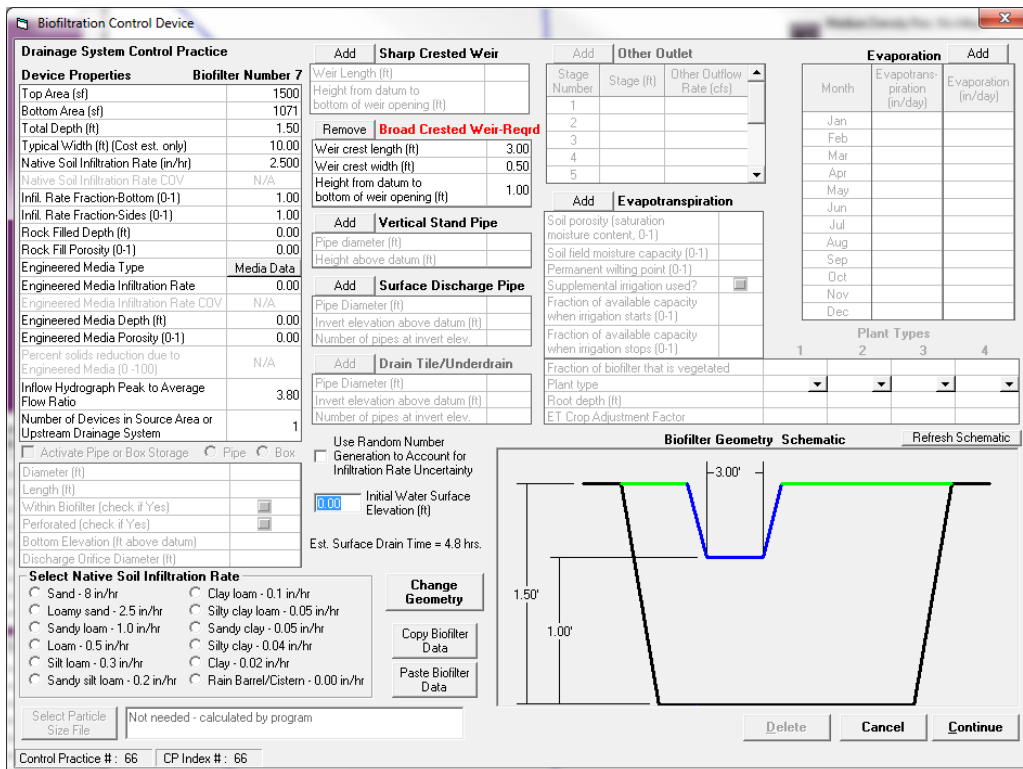 Biofiltration Control Device
Drainage System Control Practice
Device Properties Biofilter Number 7
Top Area (sf) 1500
Bottom Area (sf) 1071
Total Depth (ft) 1.50
Typical Width (ft) (Cost est. only) 10.00
Native Soil Infiltration Rate (in/hr) 2.500
Native Soil Infiltration Rate COV N/A
Infil. Rate Fraction-Bottom (0-1) 1.00
Infil. Rate Fraction-Sides (0-1) 1.00
Rock Filled Depth (ft) 0.00
Rock Fill Porosity (0-1) 0.00
Engineered Media Type Media Data
Engineered Media Infiltration Rate 0.00
Engineered Media Infiltration Rate COV N/A
Engineered Media Depth (ft) 0.00
Engineered Media Porosity (0-1) 0.00
Percent solids reduction due to
Engineered Media (0 -100) N/A
Inflow Hydrograph Peak to Average
Flow Ratio 3.80
Number of Devices in Source Area or
Upstream Drainage System 1
Activate Pipe or Box Storage Pipe Box
Diameter (ft)
Length (ft)
Within Biofilter (check if Yes)
Perforated (check if Yes)
Bottom Elevation (ft above datum)
Discharge Orifice Diameter (ft)
Select Native Soil Infiltration Rate
Sand - 8 in/hr
Loamy sand - 2.5 in/hr
Sandy loam - 1.0 in/hr
Loam - 0.5 in/hr
Silt loam - 0.3 in/hr
Sandy silt loam - 0.2 in/hr
Clay loam - 0.1 in/hr
Silty clay loam - 0.05 in/hr
Sandy clay - 0.05 in/hr
Silty clay - 0.04 in/hr
Clay - 0.02 in/hr
Rain Barrel/Cistern - 0.00 in/hr
Select Particle
Size File
Not needed - calculated by program
Control Practice # : 66 CP Index # : 66
Add Sharp Crested Weir
Weir Length (ft)
Height from datum to
bottom of weir opening (ft)
Remove Broad Crested Weir-Reqrd
Weir crest length (ft) 3.00
Weir crest width (ft) 0.50
Height from datum to
bottom of weir opening (ft) 1.00
Add Vertical Stand Pipe
Pipe diameter (ft)
Height above datum (ft)
Add Surface Discharge Pipe
Pipe Diameter (ft)
Invert elevation above datum (ft)
Number of pipes at invert elev.
Add Drain Tile/Underdrain
Pipe Diameter (ft)
Invert elevation above datum (ft)
Number of pipes at invert elev.
Use Random Number
Generation to Account for
Infiltration Rate Uncertainty
0.00 Initial Water Surface
Elevation (ft)
Est. Surface Drain Time = 4.8 hrs.
Change
Geometry
Copy Biofilter
Data
Paste Biofilter
Data
Add Other Outlet
Stage
Number
Stage (ft)
Other Outflow
Rate (cfs)
1
2
3
4
5
Add Evapotranspiration
Soil porosity (saturation
moisture content, 0-1)
Soil field moisture capacity (0-1)
Permanent wilting point (0-1)
Supplemental irrigation used?
Fraction of available capacity
when irrigation starts (0-1)
Fraction of available capacity
when irrigation stops (0-1)
Fraction of biofilter that is vegetated
Plant type
Root depth (ft)
ET Crop Adjustment Factor
Evaporation Add
Month
Evapotrans-
piration
(in/day)
Evaporation
(in/day)
Jan
Feb
Mar
Apr
May
Jun
Jul
Aug
Sep
Oct
Nov
Dec
Plant Types
1 2 3 4
Biofilter Geometry Schematic Refresh Schematic
3.00'
1.50'
1.00'
Delete Cancel Continue